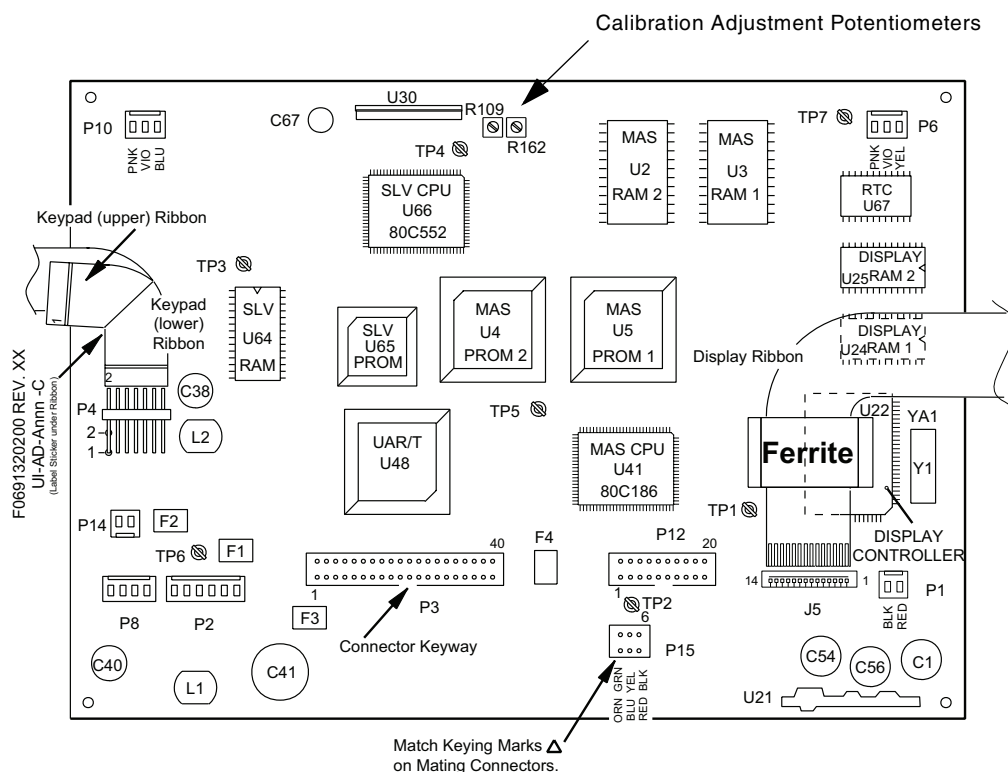 Calibration Adjustment Potentiometers
P10
PNK
VIO
BLU
C67
U30
R109
R162
TP4
MAS
U2
RAM 2
MAS
U3
RAM 1
TP7
P6
PNK
VIO
YEL
SLV CPU
U66
80C552
RTC
U67
Keypad (upper) Ribbon
TP3
DISPLAY
U25
RAM 2
1
1
Keypad
(lower)
Ribbon
SLV
U64
RAM
SLV
U65
PROM
MAS
U4
PROM 2
MAS
U5
PROM 1
DISPLAY
U24
RAM 1
Display Ribbon
F0691320200 REV. XX
UI-AD-Annn -C
(Label Sticker under Ribbon)
2
P4
2
1
C38
L2
TP5
U22
YA1
Y1
Ferrite
UAR/T
U48
MAS CPU
U41
80C186
TP1
DISPLAY
CONTROLLER
P14
F2
TP6
F1
40
1
P3
F4
P12
20
1
TP2
14
1
J5
P1
BLK
RED
P8
P2
F3
Connector Keyway
6
P15
ORN GRN
BLU YEL
RED BLK
C40
L1
C41
C54
C56
C1
U21
Match Keying Marks △
on Mating Connectors.